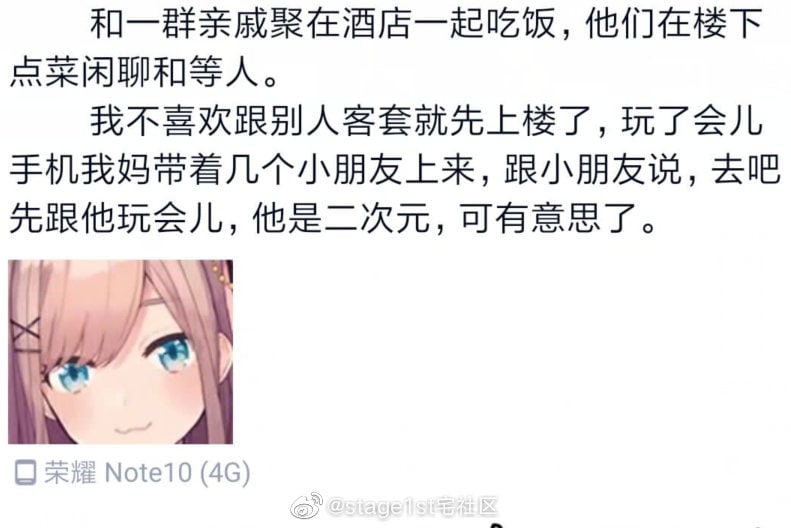 和一群亲戚聚在酒店一起吃饭，他们在楼下
点菜闲聊和等人。
我不喜欢跟别人客套就先上楼了，玩了会儿
手机我妈带着几个小朋友上来，跟小朋友说，去吧
先跟他玩会儿，他是二次元，可有意思了。
荣耀 Note10 (4G)
@stage1st宅社区